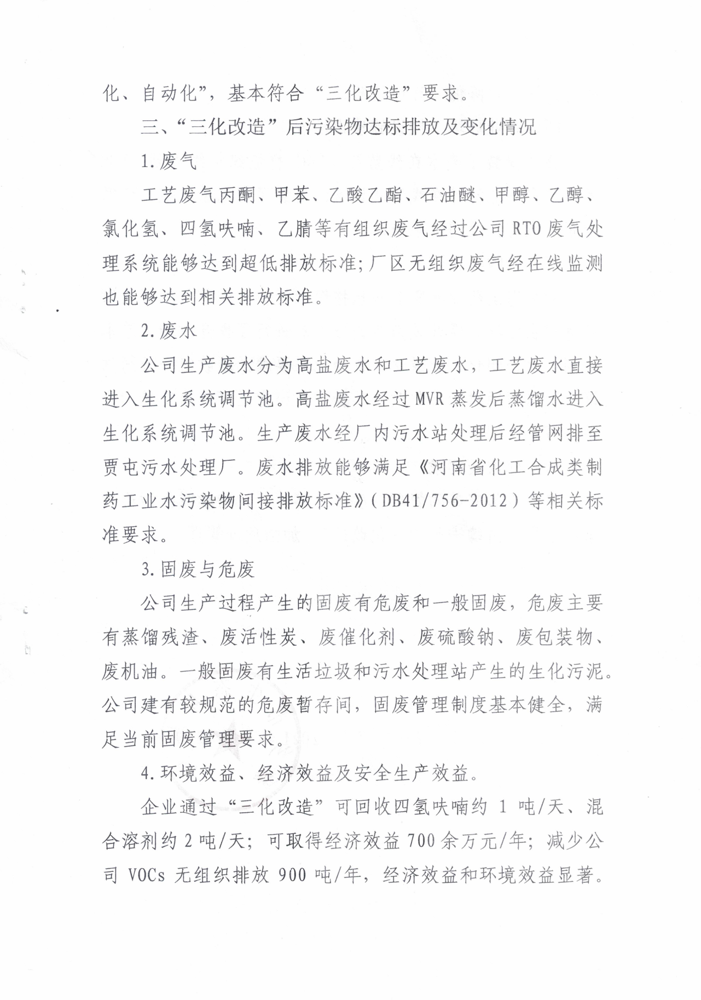 化、自动化”，基本符合“三化改造”要求。
三、“三化改造”后污染物达标排放及变化情况
1.废气
工艺废气丙酮、甲苯、乙酸乙酯、石油醚、甲醇、乙醇、
氯化氢、四氢呋喃、乙腈等有组织废气经过公司 RTO 废气处
理系统能够达到超低排放标准;厂区无组织废气经在线监测
也能够达到相关排放标准。
2.废水
公司生产废水分为高盐废水和工艺废水，工艺废水直接
进入生化系统调节池。高盐废水经过 MVR 蒸发后蒸馏水进入
生化系统调节池。生产废水经厂内污水站处理后经管网排至
贾屯污水处理厂。废水排放能够满足《河南省化工合成类制
药工业水污染物间接排放标准》（DB41/756-2012）等相关标
准要求。
3.固废与危废
公司生产过程产生的固废有危废和一般固废，危废主要
有蒸馏残渣、废活性炭、废催化剂、废硫酸钠、废包装物、
废机油。一般固废有生活垃圾和污水处理站产生的生化污泥。
公司建有较规范的危废暂存间，固废管理制度基本健全，满
足当前固废管理要求。
4.环境效益、经济效益及安全生产效益。
企业通过“三化改造”可回收四氢呋喃约 1 吨/天、混
合溶剂约 2 吨/天；可取得经济效益 700 余万元/年；减少公
司 VOCs 无组织排放 900 吨/年，经济效益和环境效益显著。